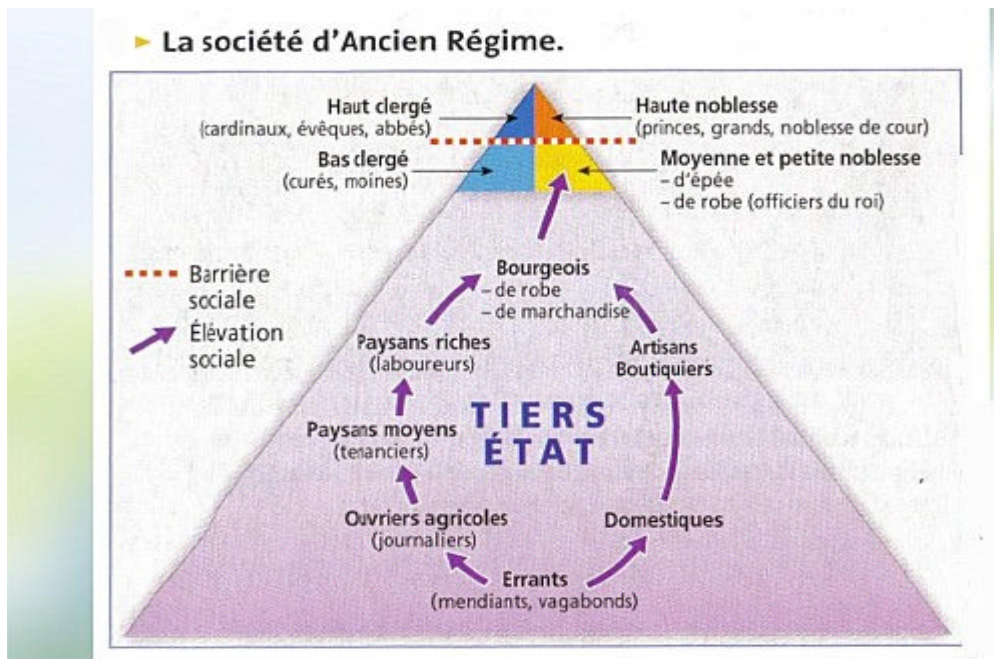 La société d'Ancien Régime.
Haut clergé
(cardinaux, évêques, abbés)
Haute noblesse
(princes, grands, noblesse de cour)
Bas clergé
(curés, moines)
Moyenne et petite noblesse
– d'épée
– de robe (officiers du roi)
Barrière
sociale
Élévation
sociale
Bourgeois
– de robe
– de marchandise
Paysans riches
(laboureurs)
Artisans
Boutiquiers
TIERS
ÉTAT
Paysans moyens
(tenanciers)
Ouvriers agricoles
(journaliers)
Domestiques
Errants
(mendiants, vagabonds)